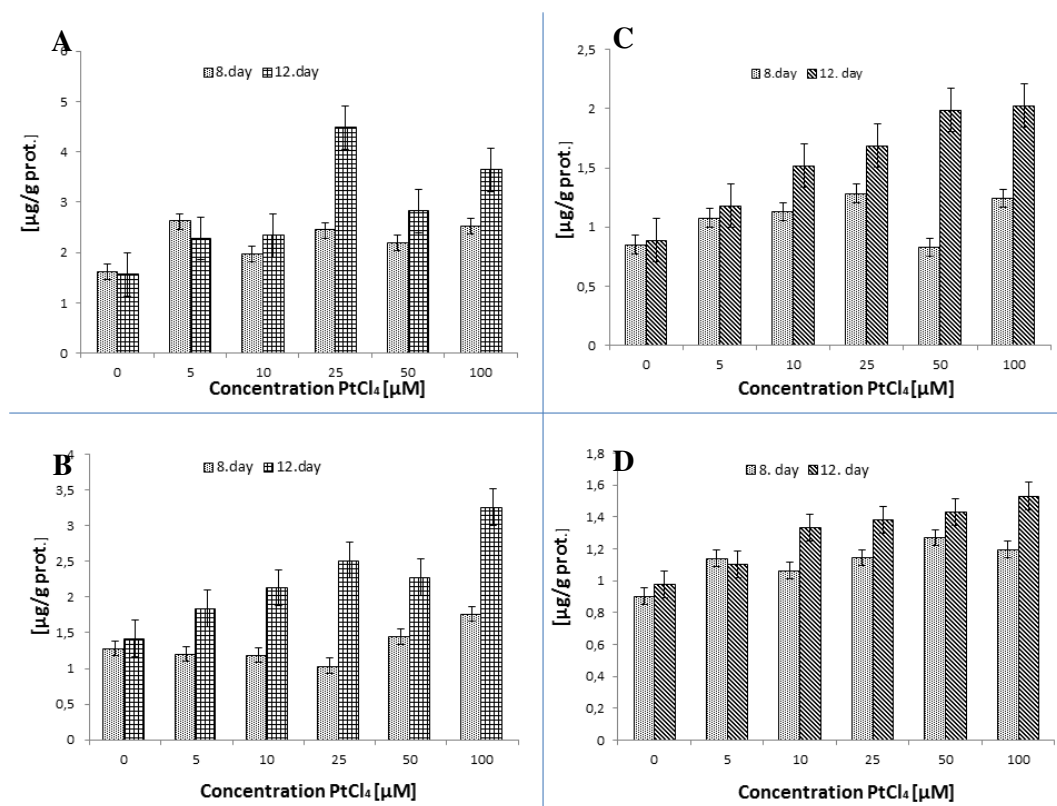 A
[µg/g prot.]
8.day 12.day
6
5
4
3
2
1
0
0 5 10 25 50 100
Concentration PtCl₄ [µM]
C
[µg/g prot.]
8.day 12. day
2,5
2
1,5
1
0,5
0
0 5 10 25 50 100
Concentration PtCl₄ [µM]
B
[µg/g prot.]
8.day 12.day
4
3,5
3
2,5
2
1,5
1
0,5
0
0 5 10 25 50 100
Concentration PtCl₄ [µM]
D
[µg/g prot.]
8. day 12. day
1,8
1,6
1,4
1,2
1
0,8
0,6
0,4
0,2
0
0 5 10 25 50 100
Concentration PtCl₄ [µM]